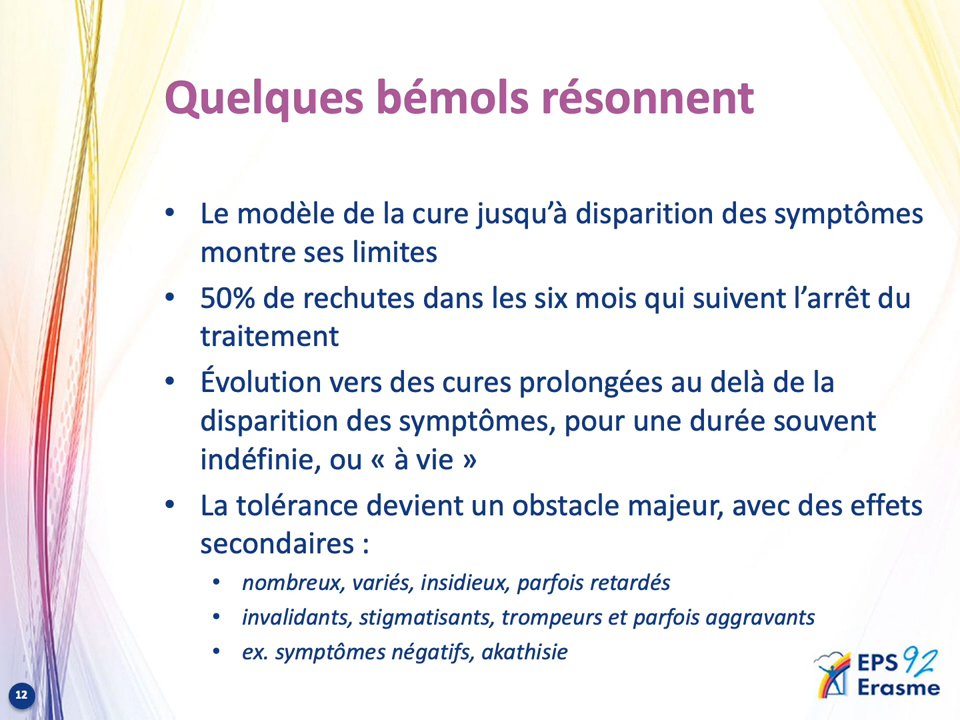 Quelques bémols résonnent
• Le modèle de la cure jusqu’à disparition des symptômes
montre ses limites
• 50% de rechutes dans les six mois qui suivent l’arrêt du
traitement
• Évolution vers des cures prolongées au delà de la
disparition des symptômes, pour une durée souvent
indéfinie, ou « à vie »
• La tolérance devient un obstacle majeur, avec des effets
secondaires :
• nombreux, variés, insidieux, parfois retardés
• invalidants, stigmatisants, trompeurs et parfois aggravants
• ex. symptômes négatifs, akathisie
EPS 92
Erasme
12